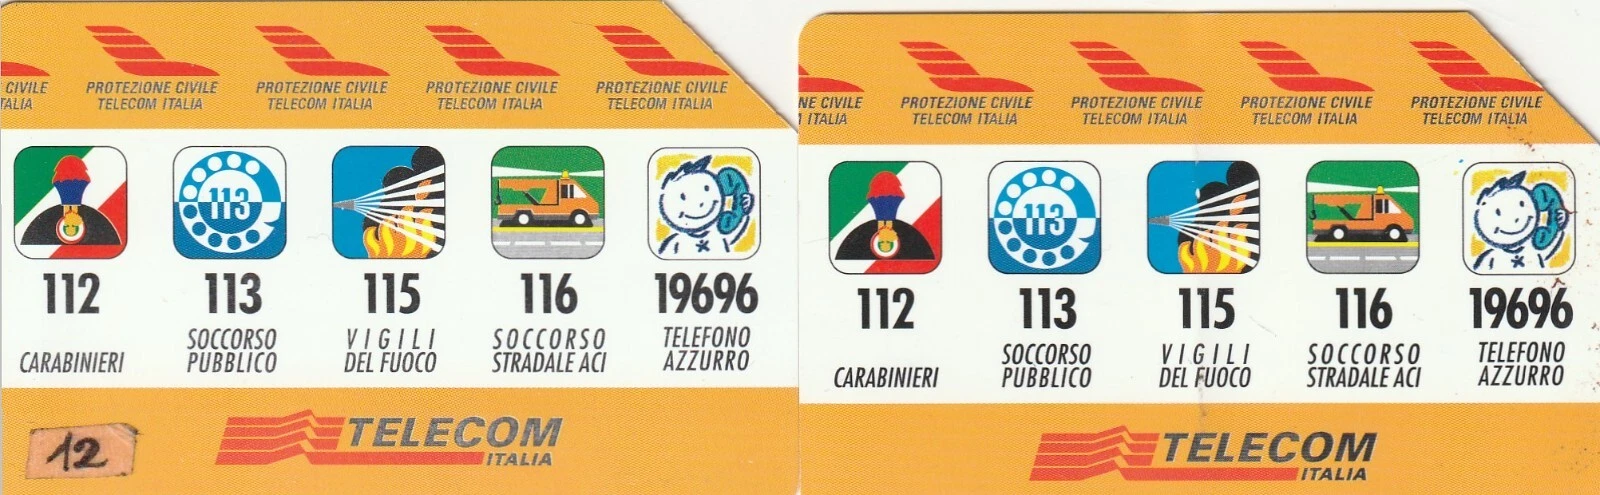 CIVILE
TALIA
PROTEZIONE CIVILE
TELECOM ITALIA
PROTEZIONE CIVILE
TELECOM ITALIA
PROTEZIONE CIVILE
TELECOM ITALIA
PROTEZIONE CIVILE
TELECOM ITALIA
113
112
CARABINIERI
113
SOCCORSO
PUBBLICO
115
VIGILI
DEL FUOCO
116
SOCCORSO
STRADALE ACI
19696
TELEFONO
AZZURRO
12
TELECOM
ITALIA
NE CIVILE
M ITALIA
PROTEZIONE CIVILE
TELECOM ITALIA
PROTEZIONE CIVILE
TELECOM ITALIA
PROTEZIONE CIVILE
TELECOM ITALIA
PROTEZIONE CIVILE
TELECOM ITALIA
113
112
CARABINIERI
113
SOCCORSO
PUBBLICO
115
VIGILI
DEL FUOCO
116
SOCCORSO
STRADALE ACI
19696
TELEFONO
AZZURRO
TELECOM
ITALIA